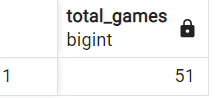 total_games
bigint
1 51